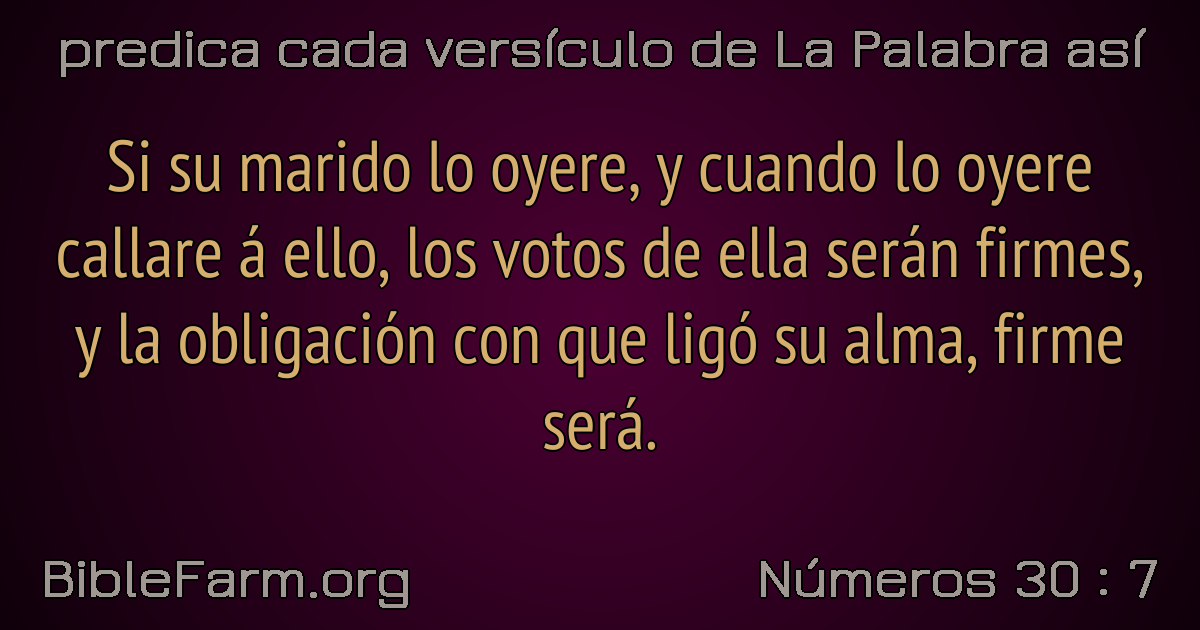 predica cada versículo de La Palabra así
Si su marido lo oyere, y cuando lo oyere
callare á ello, los votos de ella serán firmes,
y la obligación con que ligó su alma, firme
será.
BibleFarm.org
Números 30 : 7